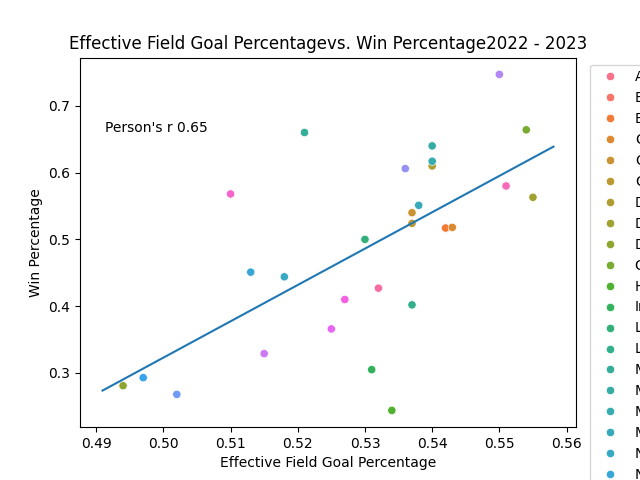 Effective Field Goal Percentagevs. Win Percentage2022 - 2023
Person's r 0.65
Win Percentage
0.7
0.6
0.5
0.4
0.3
0.49 0.50 0.51 0.52 0.53 0.54 0.55 0.56
Effective Field Goal Percentage